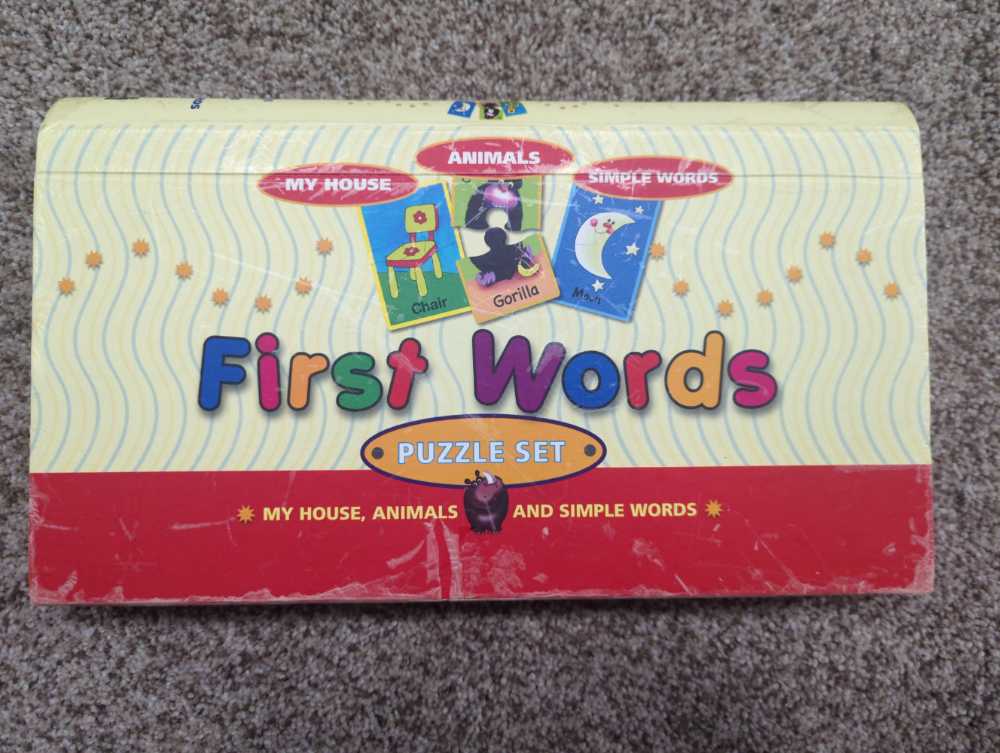 ANIMALS
MY HOUSE
SIMPLE WORDS
Chair
Gorilla
Moon
First Words
PUZZLE SET
MY HOUSE, ANIMALS AND SIMPLE WORDS